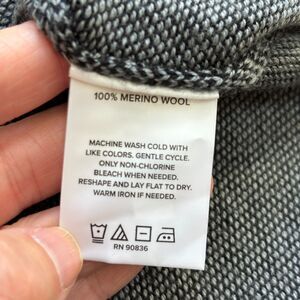 100% MERINO WOOL
MACHINE WASH COLD WITH
LIKE COLORS. GENTLE CYCLE.
ONLY NON-CHLORINE
BLEACH WHEN NEEDED.
RESHAPE AND LAY FLAT TO DRY.
WARM IRON IF NEEDED.
RN 90836